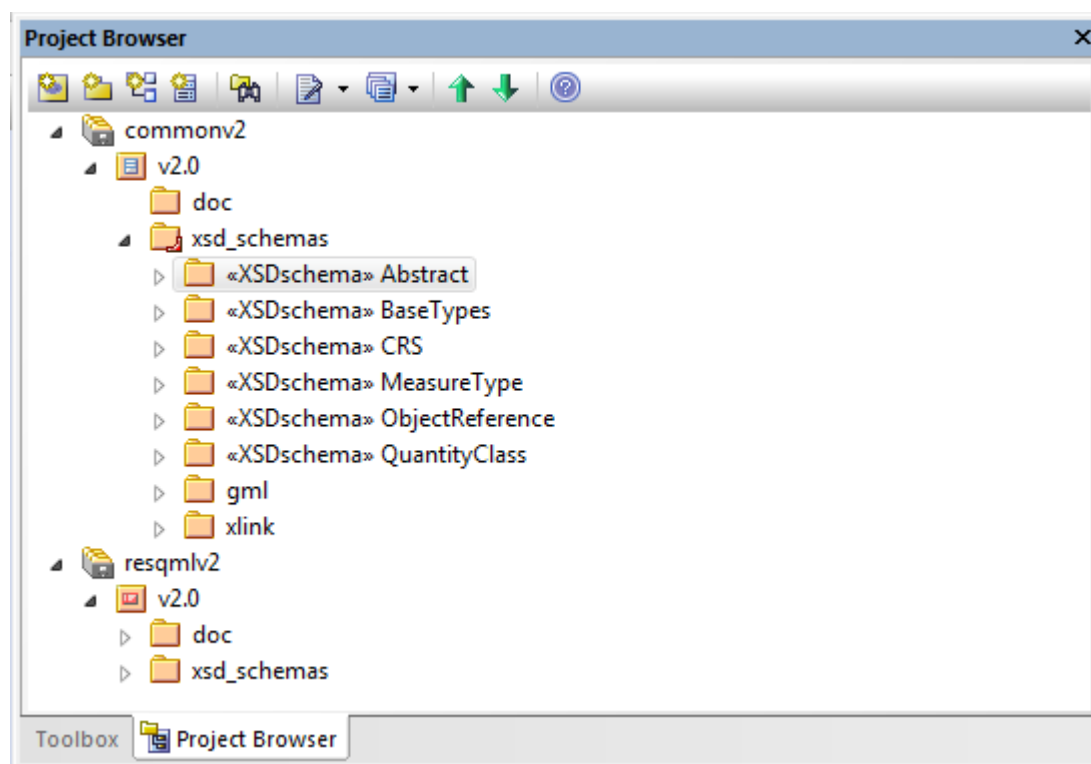 Project Browser
commonv2
v2.0
doc
xsd_schemas
«XSDschema» Abstract
«XSDschema» BaseTypes
«XSDschema» CRS
«XSDschema» MeasureType
«XSDschema» ObjectReference
«XSDschema» QuantityClass
gml
xlink
resqmlv2
v2.0
doc
xsd_schemas
Toolbox Project Browser